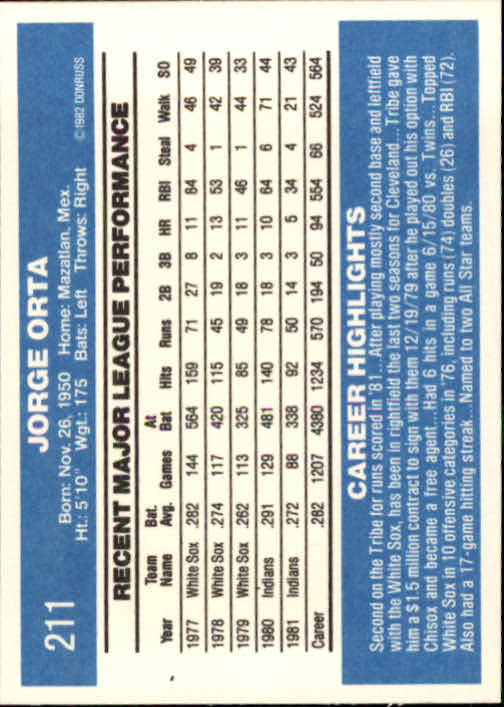 211
JORGE ORTA
Born: Nov. 26, 1950 Home: Mazatlan, Mex.
Ht.: 5'10" Wgt.: 175 Bats: Left Throws: Right ©1982 DONRUSS
RECENT MAJOR LEAGUE PERFORMANCE
Team Bat. At
Year Name Avg. Games Bat Hits Runs 2B 3B HR RBI Steal Walk SO
1977 White Sox .282 144 564 159 71 27 8 11 84 4 46 49
1978 White Sox .274 117 420 115 45 19 2 13 53 1 42 39
1979 White Sox .262 113 325 85 49 18 3 11 46 1 44 33
1980 Indians .291 129 481 140 78 18 3 10 64 6 71 44
1981 Indians .272 88 338 92 50 14 3 5 34 4 21 43
Career .282 1207 4380 1234 570 194 50 94 554 66 524 564
CAREER HIGHLIGHTS
Second on the Tribe for runs scored in '81...After playing mostly second base and leftfield
with the White Sox, has been in rightfield the last two seasons for Cleveland...Tribe gave
him a $1.5 million contract to sign with them 12/19/79 after he played out his option with
Chisox and became a free agent...Had 6 hits in a game 6/15/80 vs. Twins...Topped
White Sox in 10 offensive categories in '76, including runs (74) doubles (26) and RBI (72).
Also had a 17-game hitting streak...Named to two All Star teams.